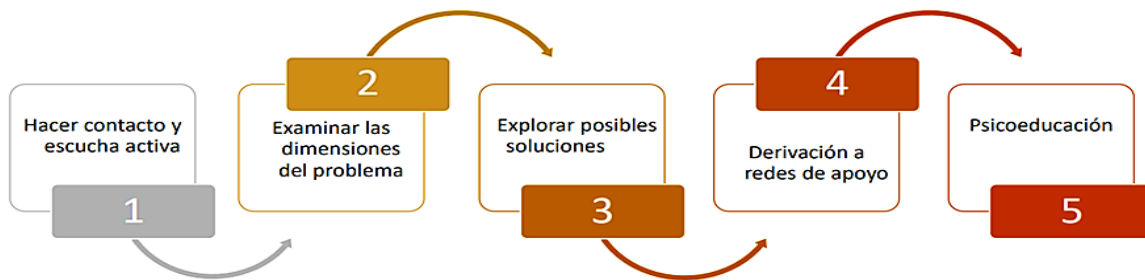 Hacer contacto y
escucha activa
1
2
Examinar las
dimensiones
del problema
Explorar posibles
soluciones
3
4
Derivación a
redes de apoyo
Psicoeducación
5